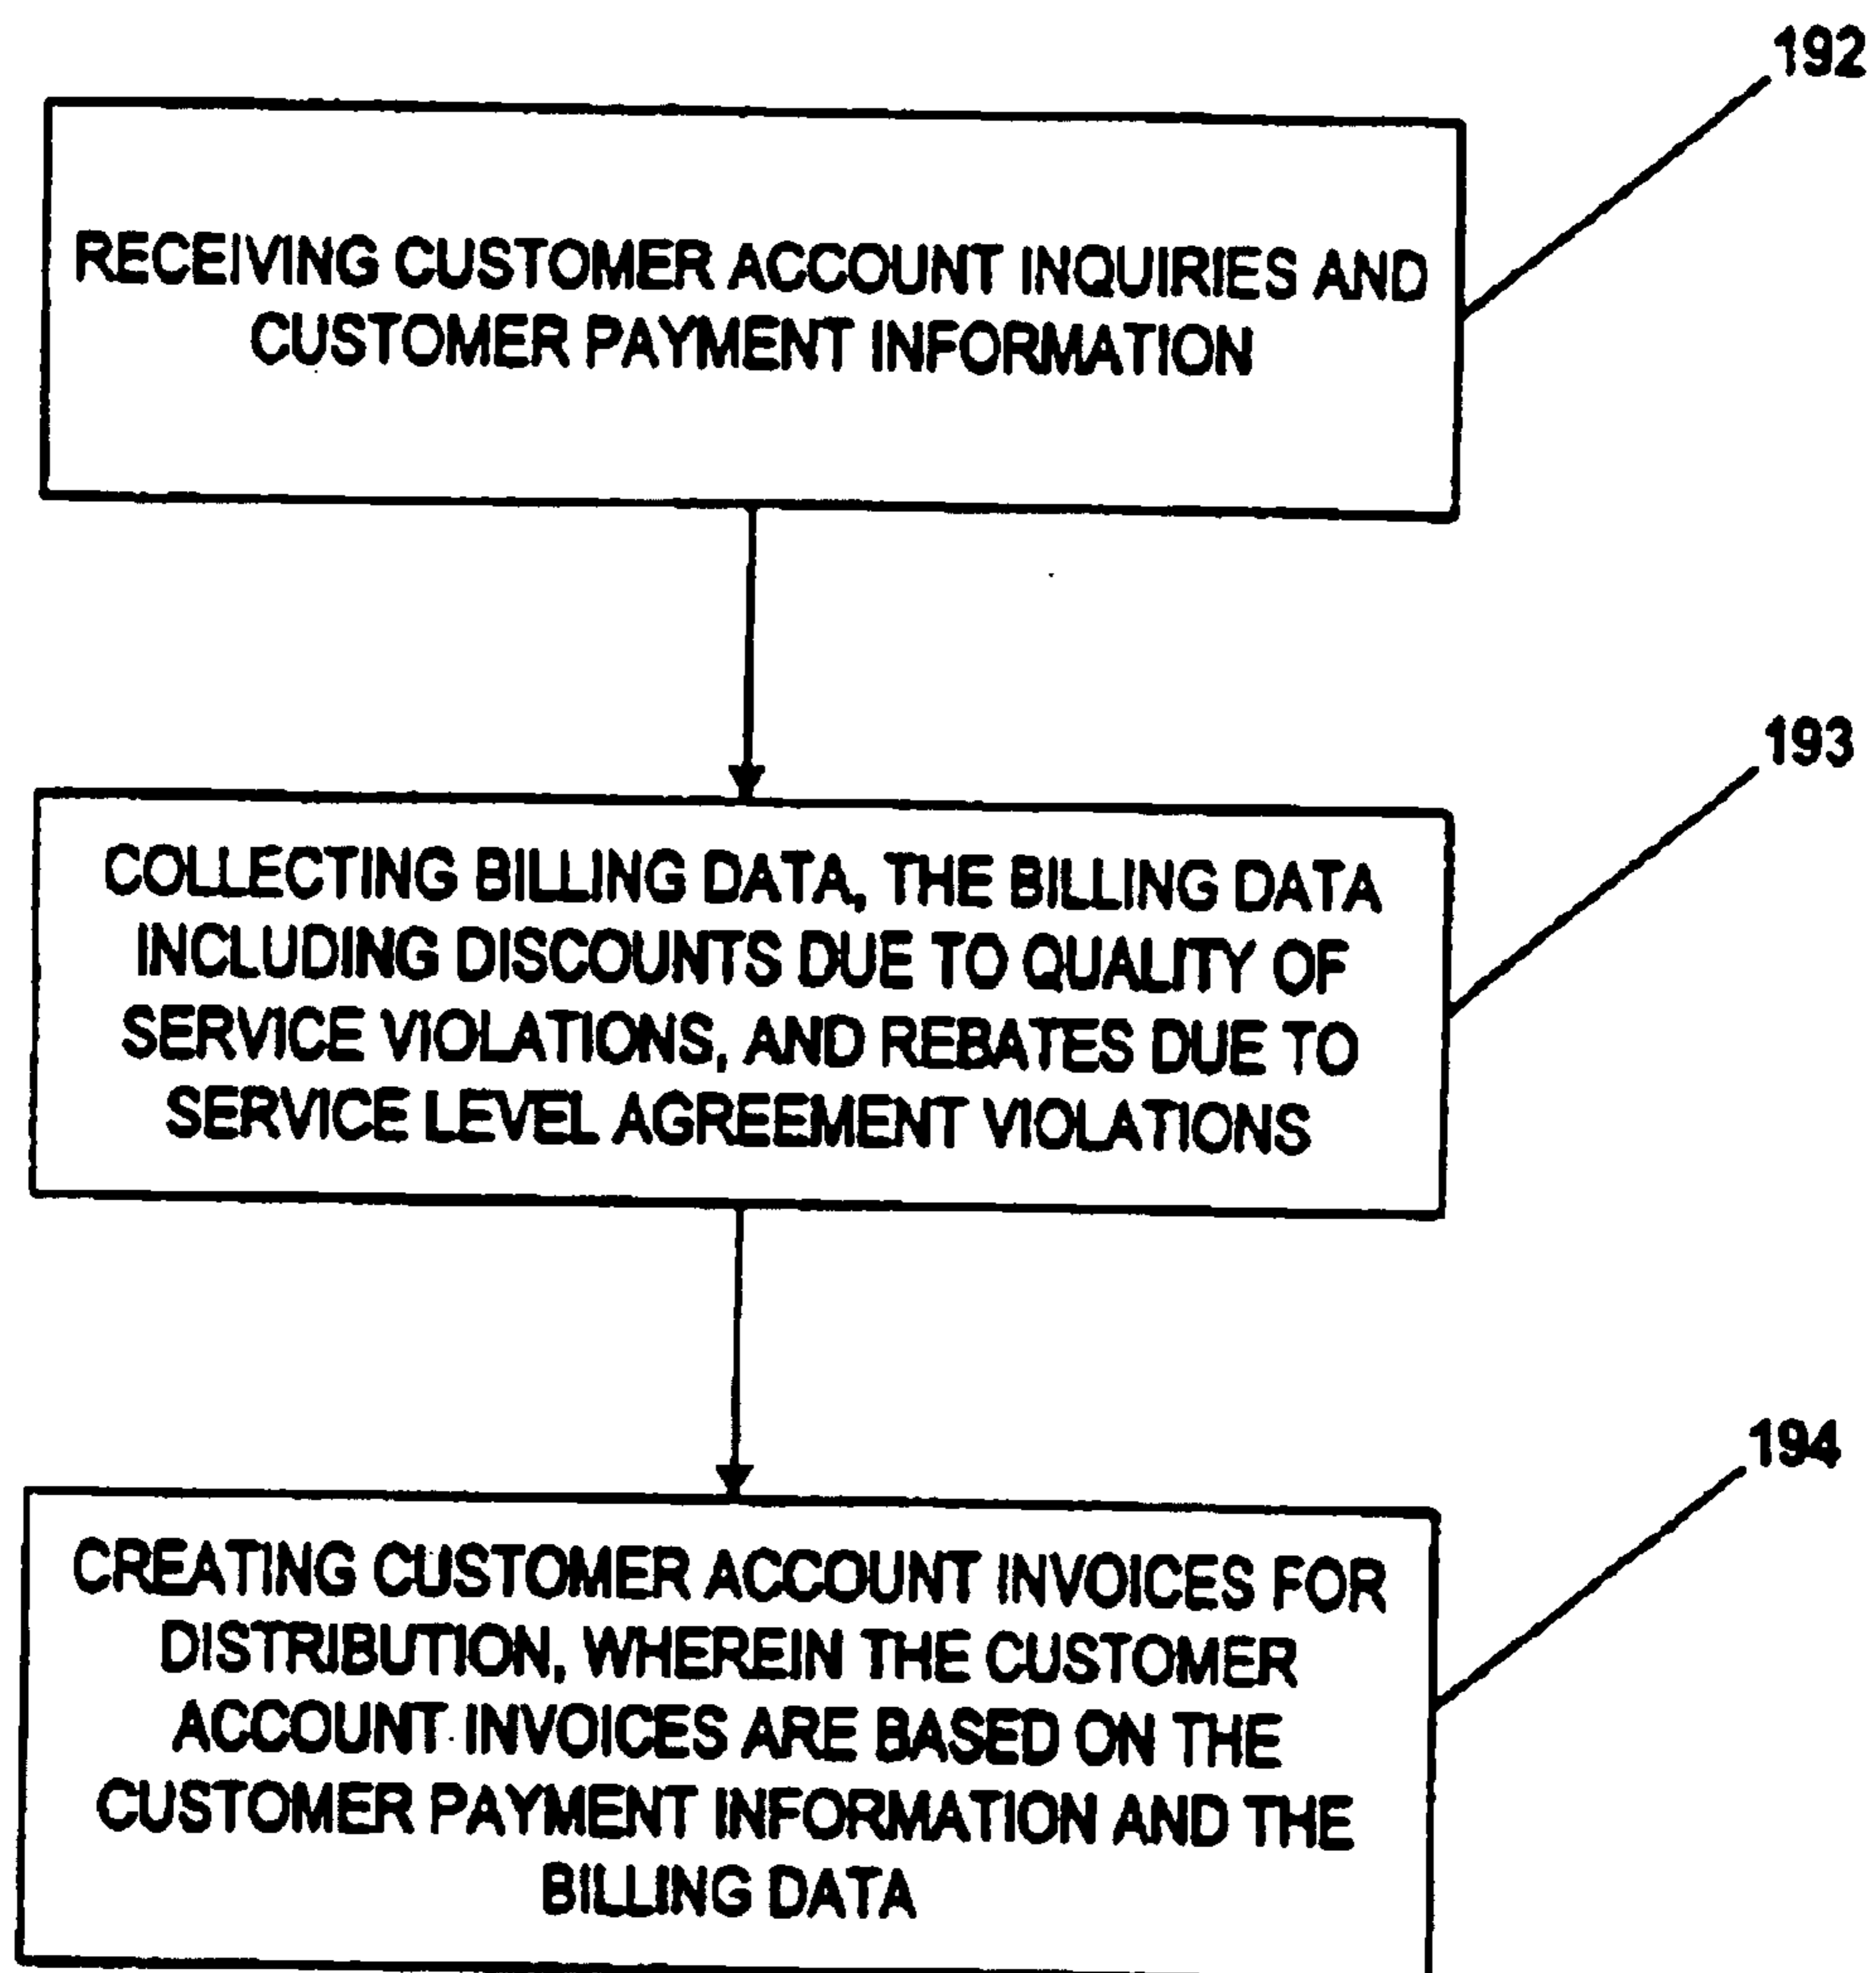 192
RECEIVING CUSTOMER ACCOUNT INQUIRIES AND
CUSTOMER PAYMENT INFORMATION
193
COLLECTING BILLING DATA, THE BILLING DATA
INCLUDING DISCOUNTS DUE TO QUALITY OF
SERVICE VIOLATIONS, AND REBATES DUE TO
SERVICE LEVEL AGREEMENT VIOLATIONS
194
CREATING CUSTOMER ACCOUNT INVOICES FOR
DISTRIBUTION, WHEREIN THE CUSTOMER
ACCOUNT INVOICES ARE BASED ON THE
CUSTOMER PAYMENT INFORMATION AND THE
BILLING DATA